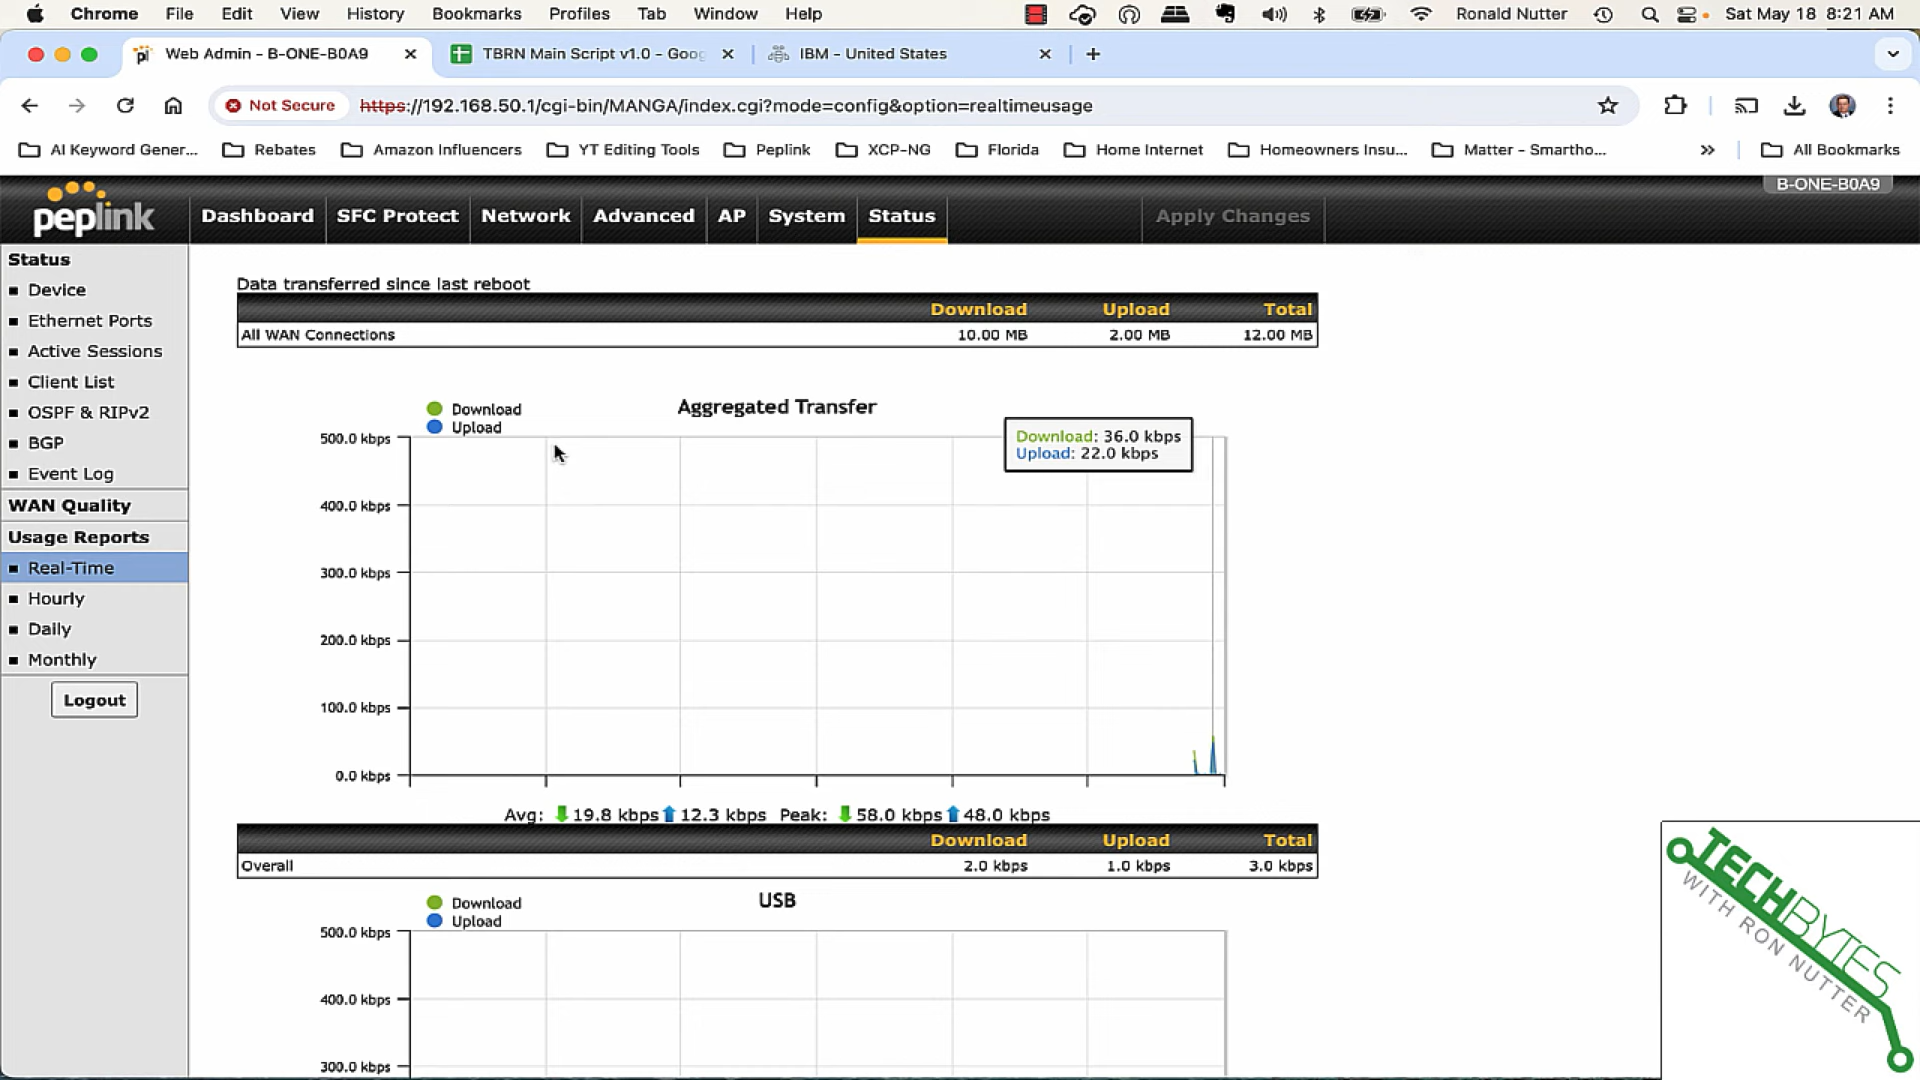 Chrome File Edit View History Bookmarks Profiles Tab Window Help Ronald Nutter Sat May 18 8:21 AM
Web Admin - B-ONE-B0A9 TBRN Main Script v1.0 - Goog IBM - United States
Not Secure https://192.168.50.1/cgi-bin/MANGA/index.cgi?mode=config&option=realtimeusage
AI Keyword Gener... Rebates Amazon Influencers YT Editing Tools Peplink XCP-NG Florida Home Internet Homeowners Insu... Matter - Smartho... » All Bookmarks
B-ONE-B0A9
peplink Dashboard SFC Protect Network Advanced AP System Status Apply Changes
Status
Device
Ethernet Ports
Active Sessions
Client List
OSPF & RIPv2
BGP
Event Log
WAN Quality
Usage Reports
Real-Time
Hourly
Daily
Monthly
Logout
Data transferred since last reboot
Download Upload Total
All WAN Connections 10.00 MB 2.00 MB 12.00 MB
Aggregated Transfer
Download
Upload
Download: 36.0 kbps
Upload: 22.0 kbps
500.0 kbps
400.0 kbps
300.0 kbps
200.0 kbps
100.0 kbps
0.0 kbps
Avg: 19.8 kbps 12.3 kbps Peak: 58.0 kbps 48.0 kbps
Download Upload Total
Overall 2.0 kbps 1.0 kbps 3.0 kbps
USB
Download
Upload
500.0 kbps
400.0 kbps
300.0 kbps
TECHBYTES
WITH RON NUTTER